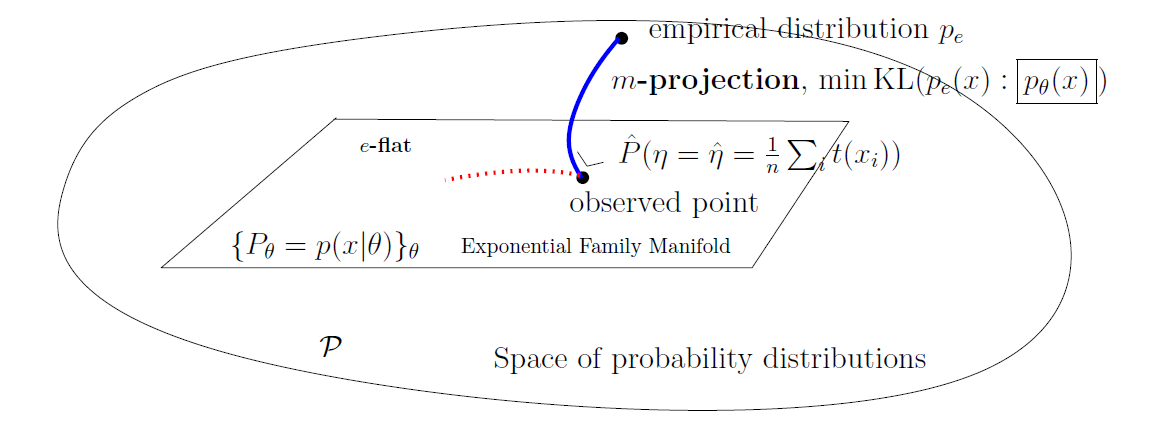 empirical distribution pₑ
m-projection, min KL(pₑ(x) : p_θ(x))
e-flat
P̂(η = η̂ = 1/n ∑ᵢ t(xᵢ))
observed point
{P_θ = p(x|θ)}_θ
Exponential Family Manifold
𝒫
Space of probability distributions